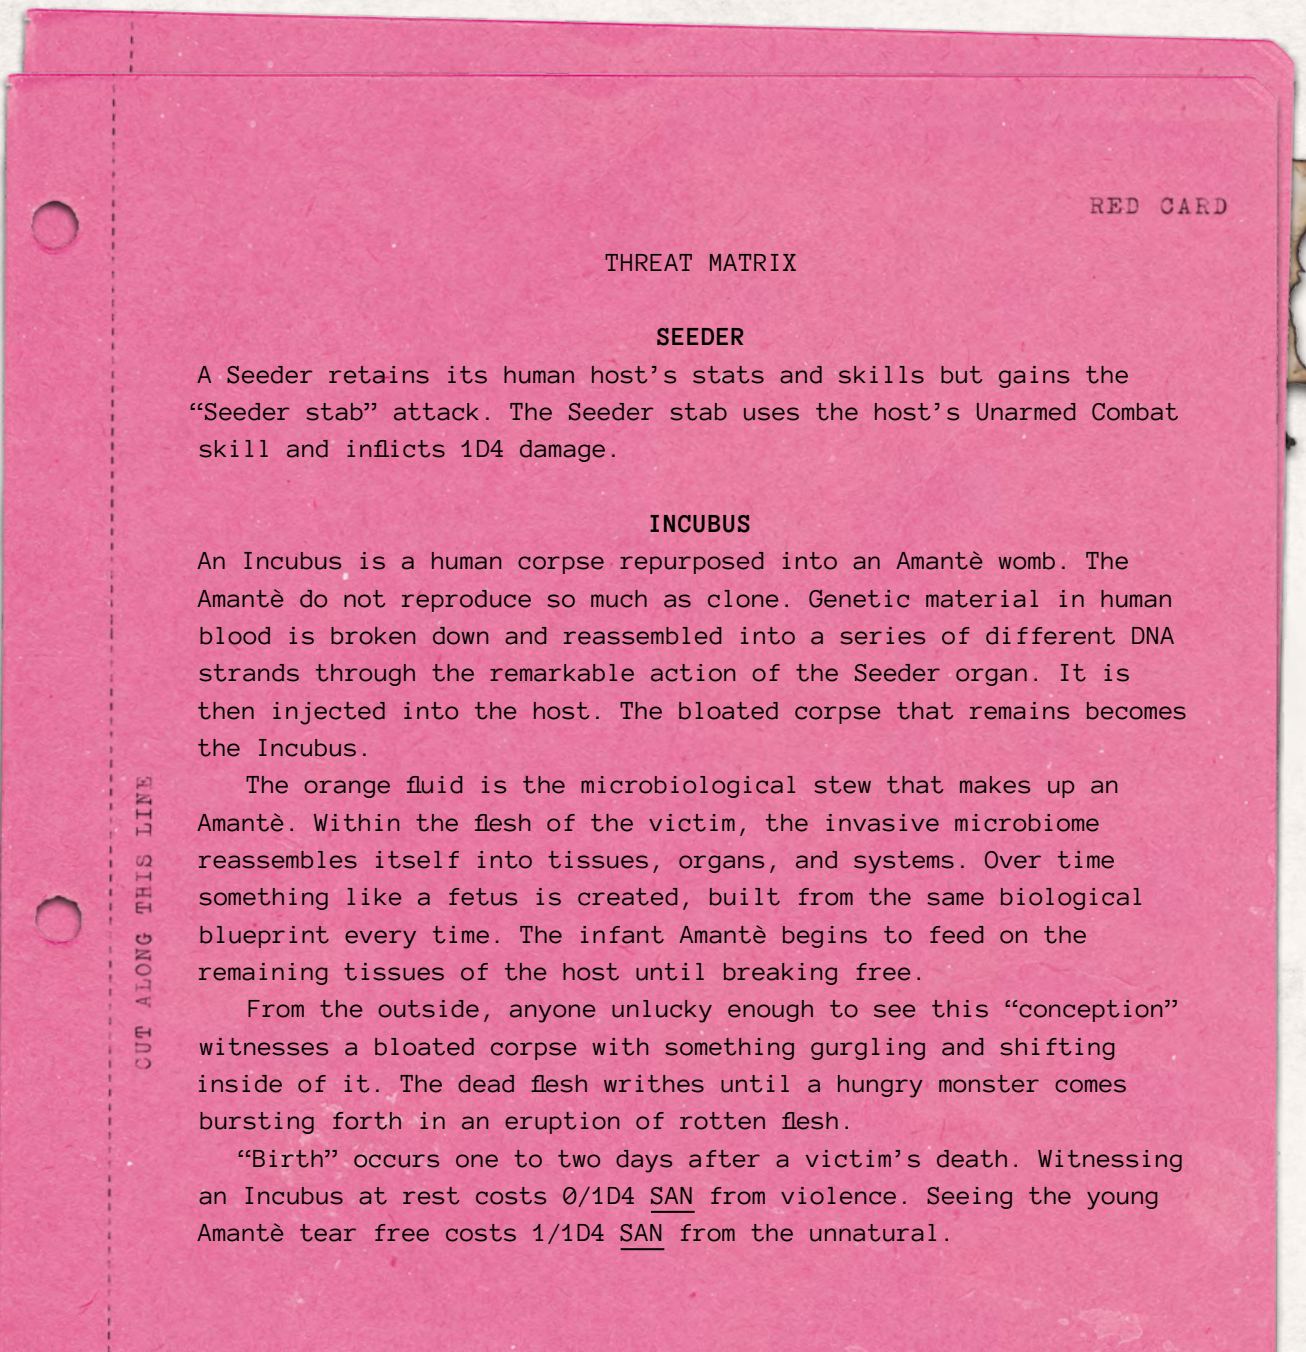 RED CARD
THREAT MATRIX
SEEDER
A Seeder retains its human host’s stats and skills but gains the
“Seeder stab” attack. The Seeder stab uses the host’s Unarmed Combat
skill and inflicts 1D4 damage.
INCUBUS
An Incubus is a human corpse repurposed into an Amantè womb. The
Amantè do not reproduce so much as clone. Genetic material in human
blood is broken down and reassembled into a series of different DNA
strands through the remarkable action of the Seeder organ. It is
then injected into the host. The bloated corpse that remains becomes
the Incubus.
The orange fluid is the microbiological stew that makes up an
Amantè. Within the flesh of the victim, the invasive microbiome
reassembles itself into tissues, organs, and systems. Over time
something like a fetus is created, built from the same biological
blueprint every time. The infant Amantè begins to feed on the
remaining tissues of the host until breaking free.
From the outside, anyone unlucky enough to see this “conception”
witnesses a bloated corpse with something gurgling and shifting
inside of it. The dead flesh writhes until a hungry monster comes
bursting forth in an eruption of rotten flesh.
“Birth” occurs one to two days after a victim’s death. Witnessing
an Incubus at rest costs 0/1D4 SAN from violence. Seeing the young
Amantè tear free costs 1/1D4 SAN from the unnatural.
CUT ALONG THIS LINE